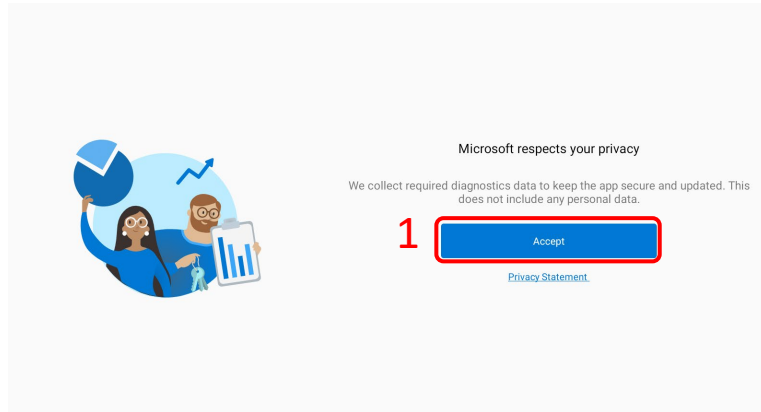 Microsoft respects your privacy
We collect required diagnostics data to keep the app secure and updated. This
does not include any personal data.
1
Accept
Privacy Statement